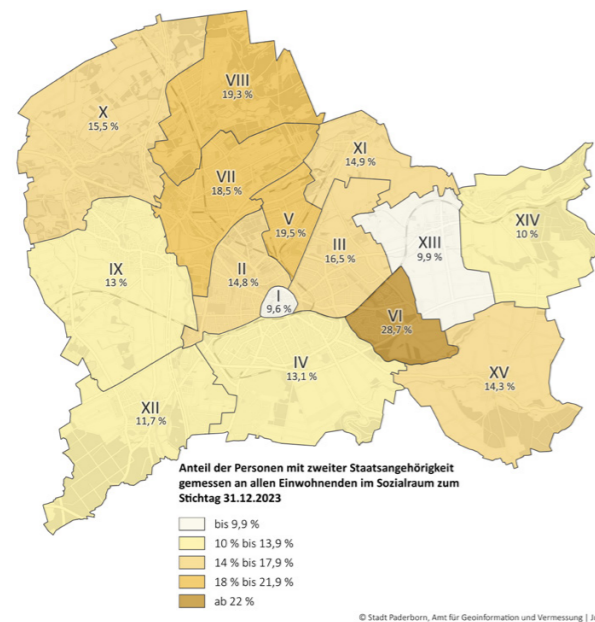 VIII
19,3 %
X
15,5 %
XI
14,9 %
VII
18,5 %
XIV
10 %
V
19,5 %
III
16,5 %
XIII
9,9 %
IX
13 %
II
14,8 %
I
9,6 %
VI
28,7 %
IV
13,1 %
XV
14,3 %
XII
11,7 %
Anteil der Personen mit zweiter Staatsangehörigkeit
gemessen an allen Einwohnenden im Sozialraum zum
Stichtag 31.12.2023
bis 9,9 %
10 % bis 13,9 %
14 % bis 17,9 %
18 % bis 21,9 %
ab 22 %
© Stadt Paderborn, Amt für Geoinformation und Vermessung |